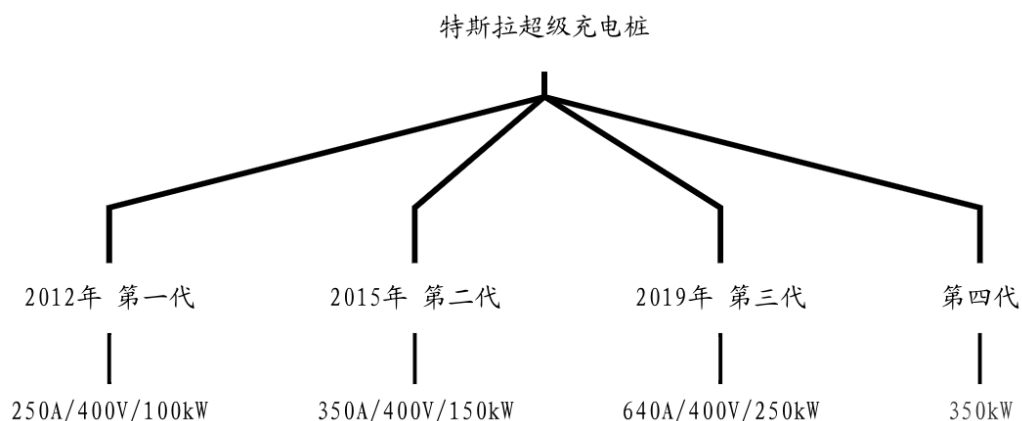 特斯拉超级充电桩
2012年 第一代
2015年 第二代
2019年 第三代
第四代
250A/400V/100kW
350A/400V/150kW
640A/400V/250kW
350kW